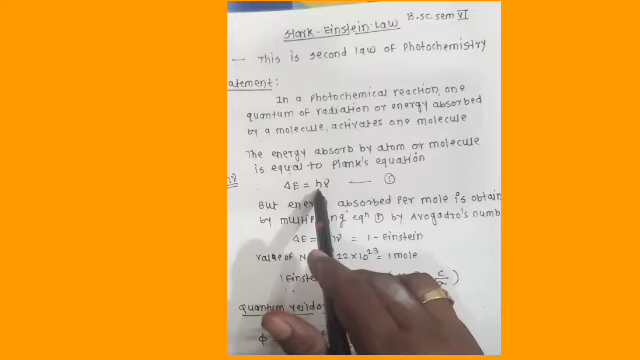 Stark-Einstein-Law B.Sc. sem VI
— This is second law of Photochemistry
atement:
In a photochemical reaction, one
quantum of radiation or energy absorbed
by a molecule, activates one molecule
The energy absorb by atom or molecule
is equal to Plank's equation
hν
ΔE = hν — ①
But energy absorbed per mole is obtain
by multiplying eqn ① by Avogadro's numb
ΔE = hν = 1-Einstein
value of N 22 × 10²³ = 1 mole
1 Einste c
Quantum Yeild
Φ